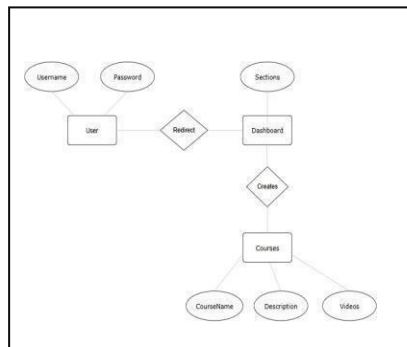 Username
Password
Sections
User
Redirect
Dashboard
Creates
Courses
CourseName
Description
Videos